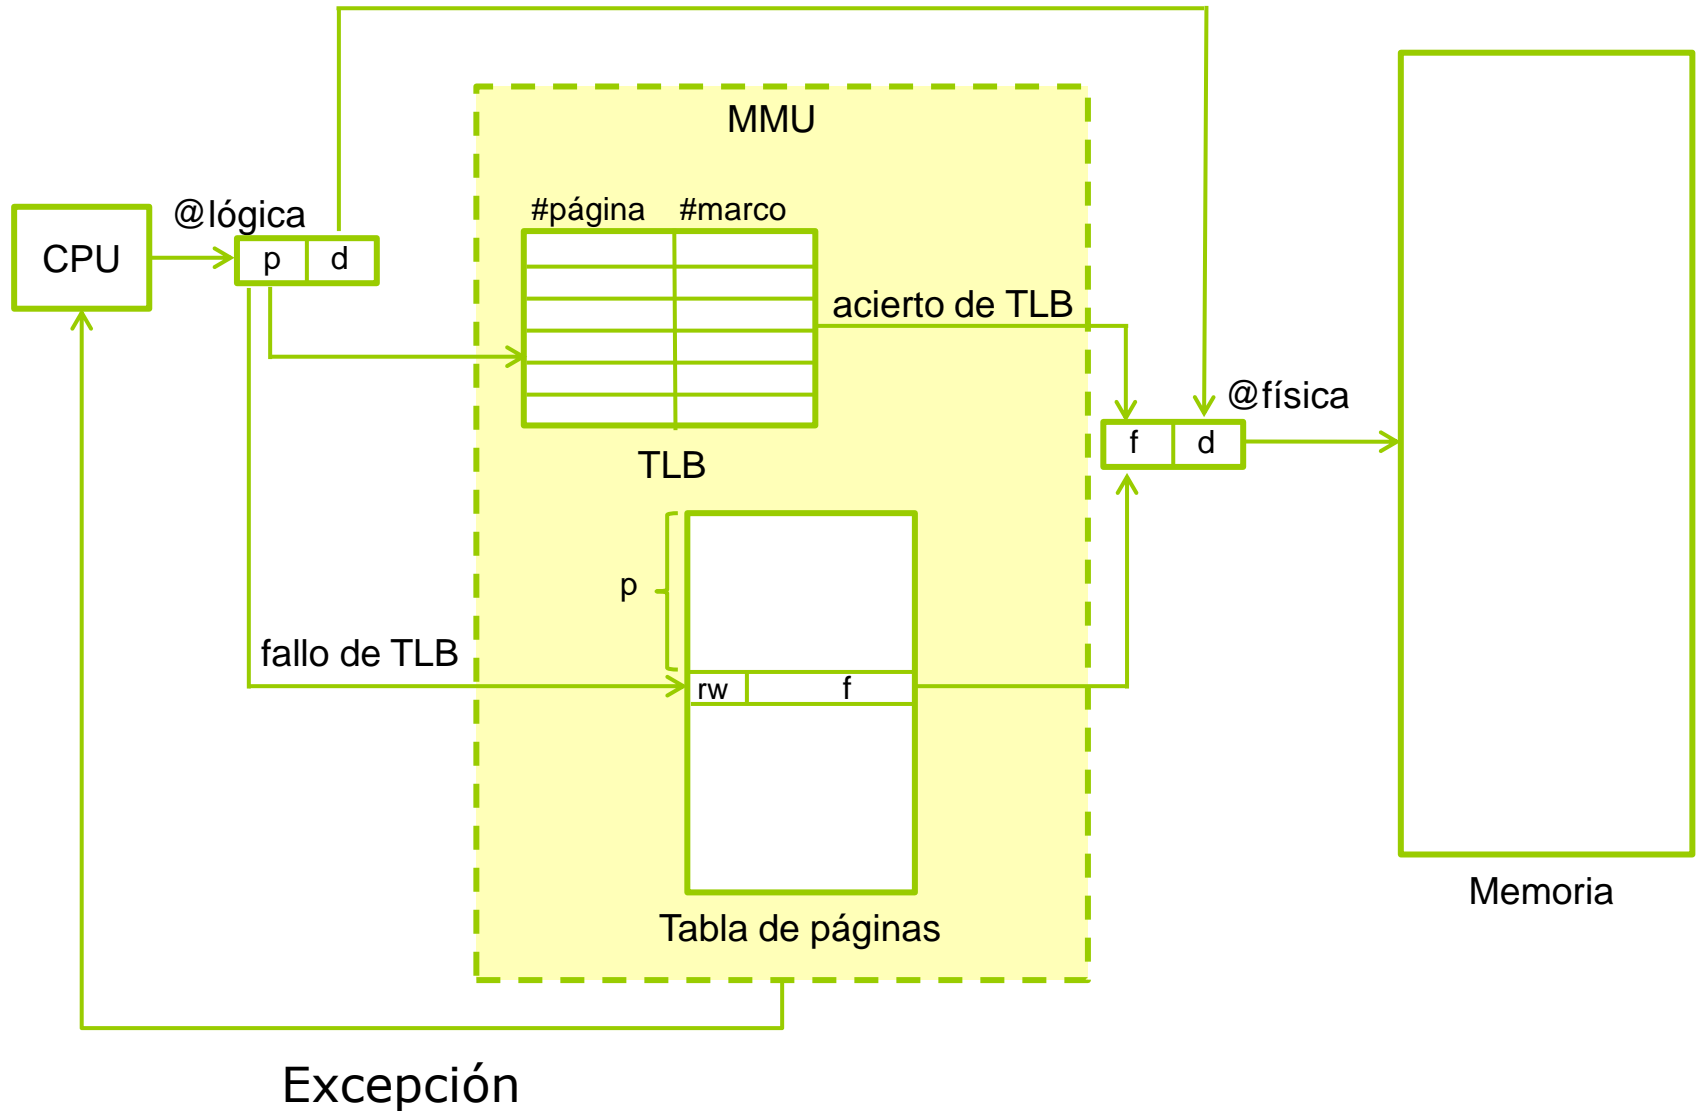 MMU
@lógica
#página #marco
CPU
p d
acierto de TLB
@física
f d
TLB
p
fallo de TLB
rw f
Memoria
Tabla de páginas
Excepción